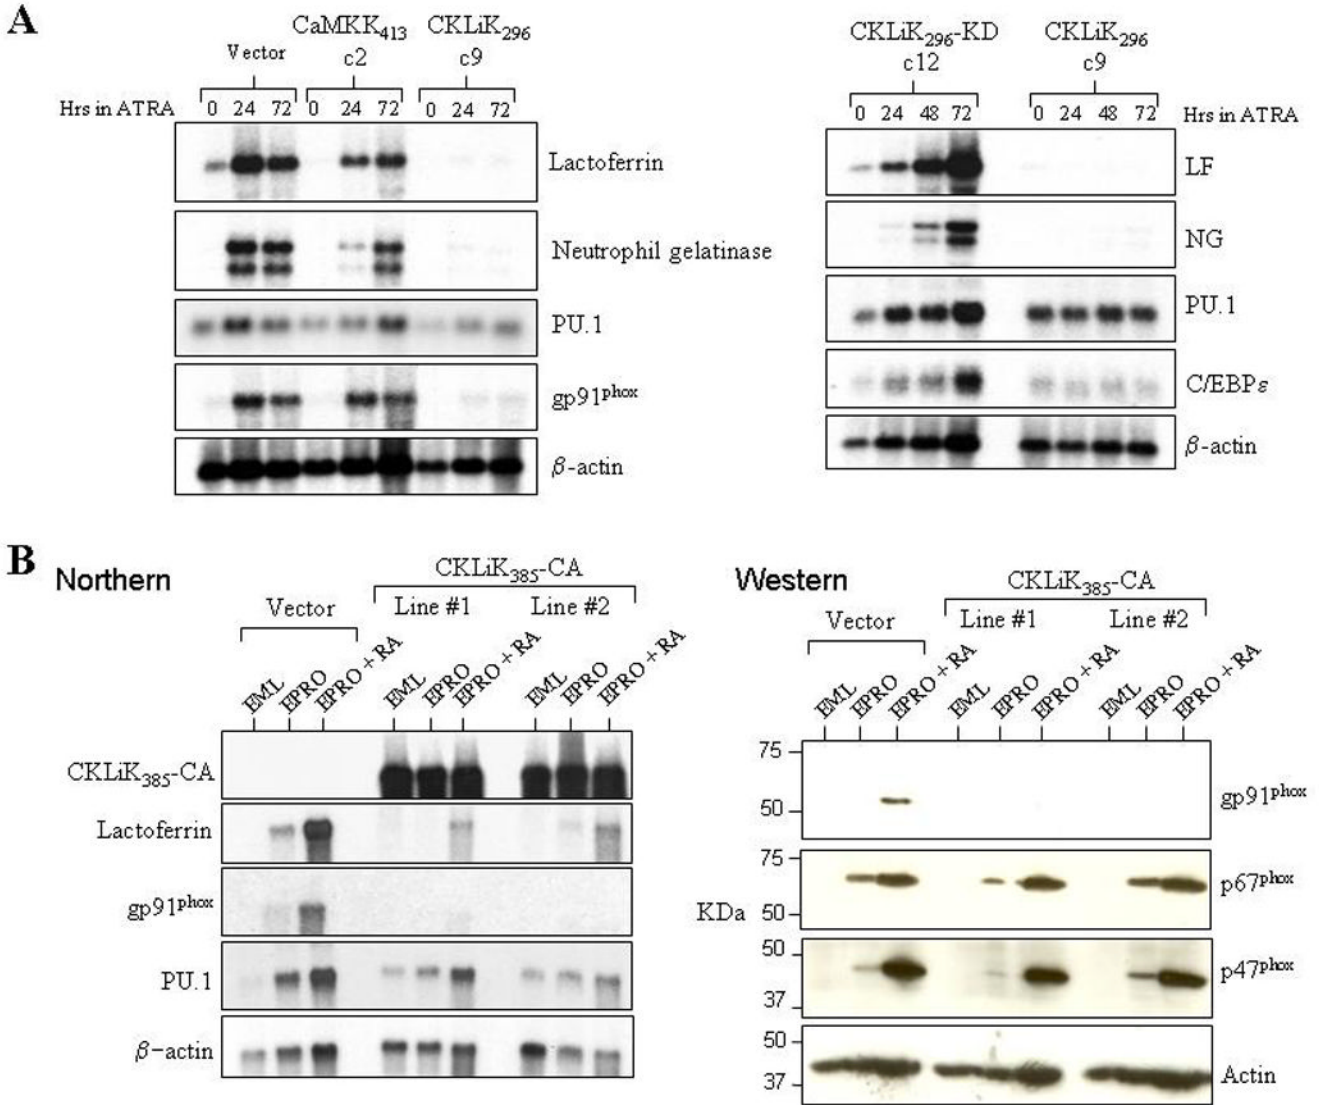 A
Vector
CaMKK413
c2
CKLiK296
c9
Hrs in ATRA 0 24 72 0 24 72 0 24 72
Lactoferrin
Neutrophil gelatinase
PU.1
gp91phox
β-actin
CKLiK296-KD
c12
CKLiK296
c9
0 24 48 72 0 24 48 72 Hrs in ATRA
LF
NG
PU.1
C/EBPε
β-actin
B
Northern
CKLiK385-CA
Vector Line #1 Line #2
EML EPRO EPRO + RA EML EPRO EPRO + RA EML EPRO EPRO + RA
CKLiK385-CA
Lactoferrin
gp91phox
PU.1
β-actin
Western
CKLiK385-CA
Vector Line #1 Line #2
EML EPRO EPRO + RA EML EPRO EPRO + RA EML EPRO EPRO + RA
75
50
gp91phox
75
KDa 50
p67phox
50
37
p47phox
50
37
Actin